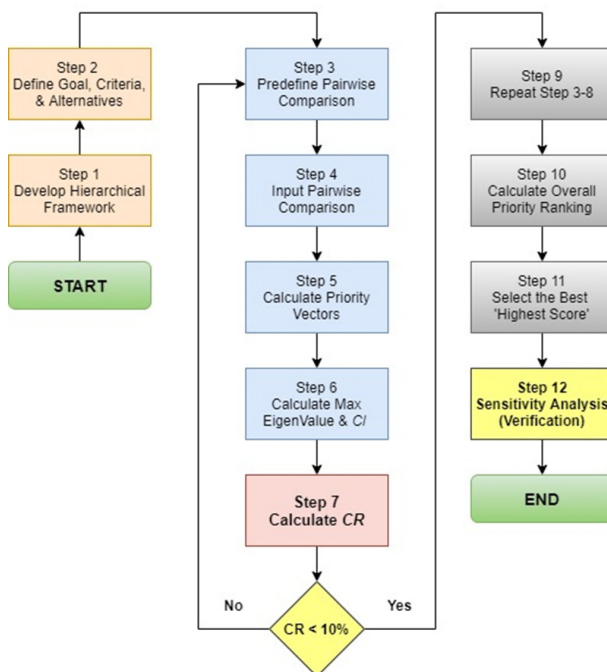 START
Step 1
Develop Hierarchical
Framework
Step 2
Define Goal, Criteria,
& Alternatives
Step 3
Predefine Pairwise
Comparison
Step 4
Input Pairwise
Comparison
Step 5
Calculate Priority
Vectors
Step 6
Calculate Max
EigenValue & CI
Step 7
Calculate CR
CR < 10%
No
Yes
Step 9
Repeat Step 3-8
Step 10
Calculate Overall
Priority Ranking
Step 11
Select the Best
'Highest Score'
Step 12
Sensitivity Analysis
(Verification)
END